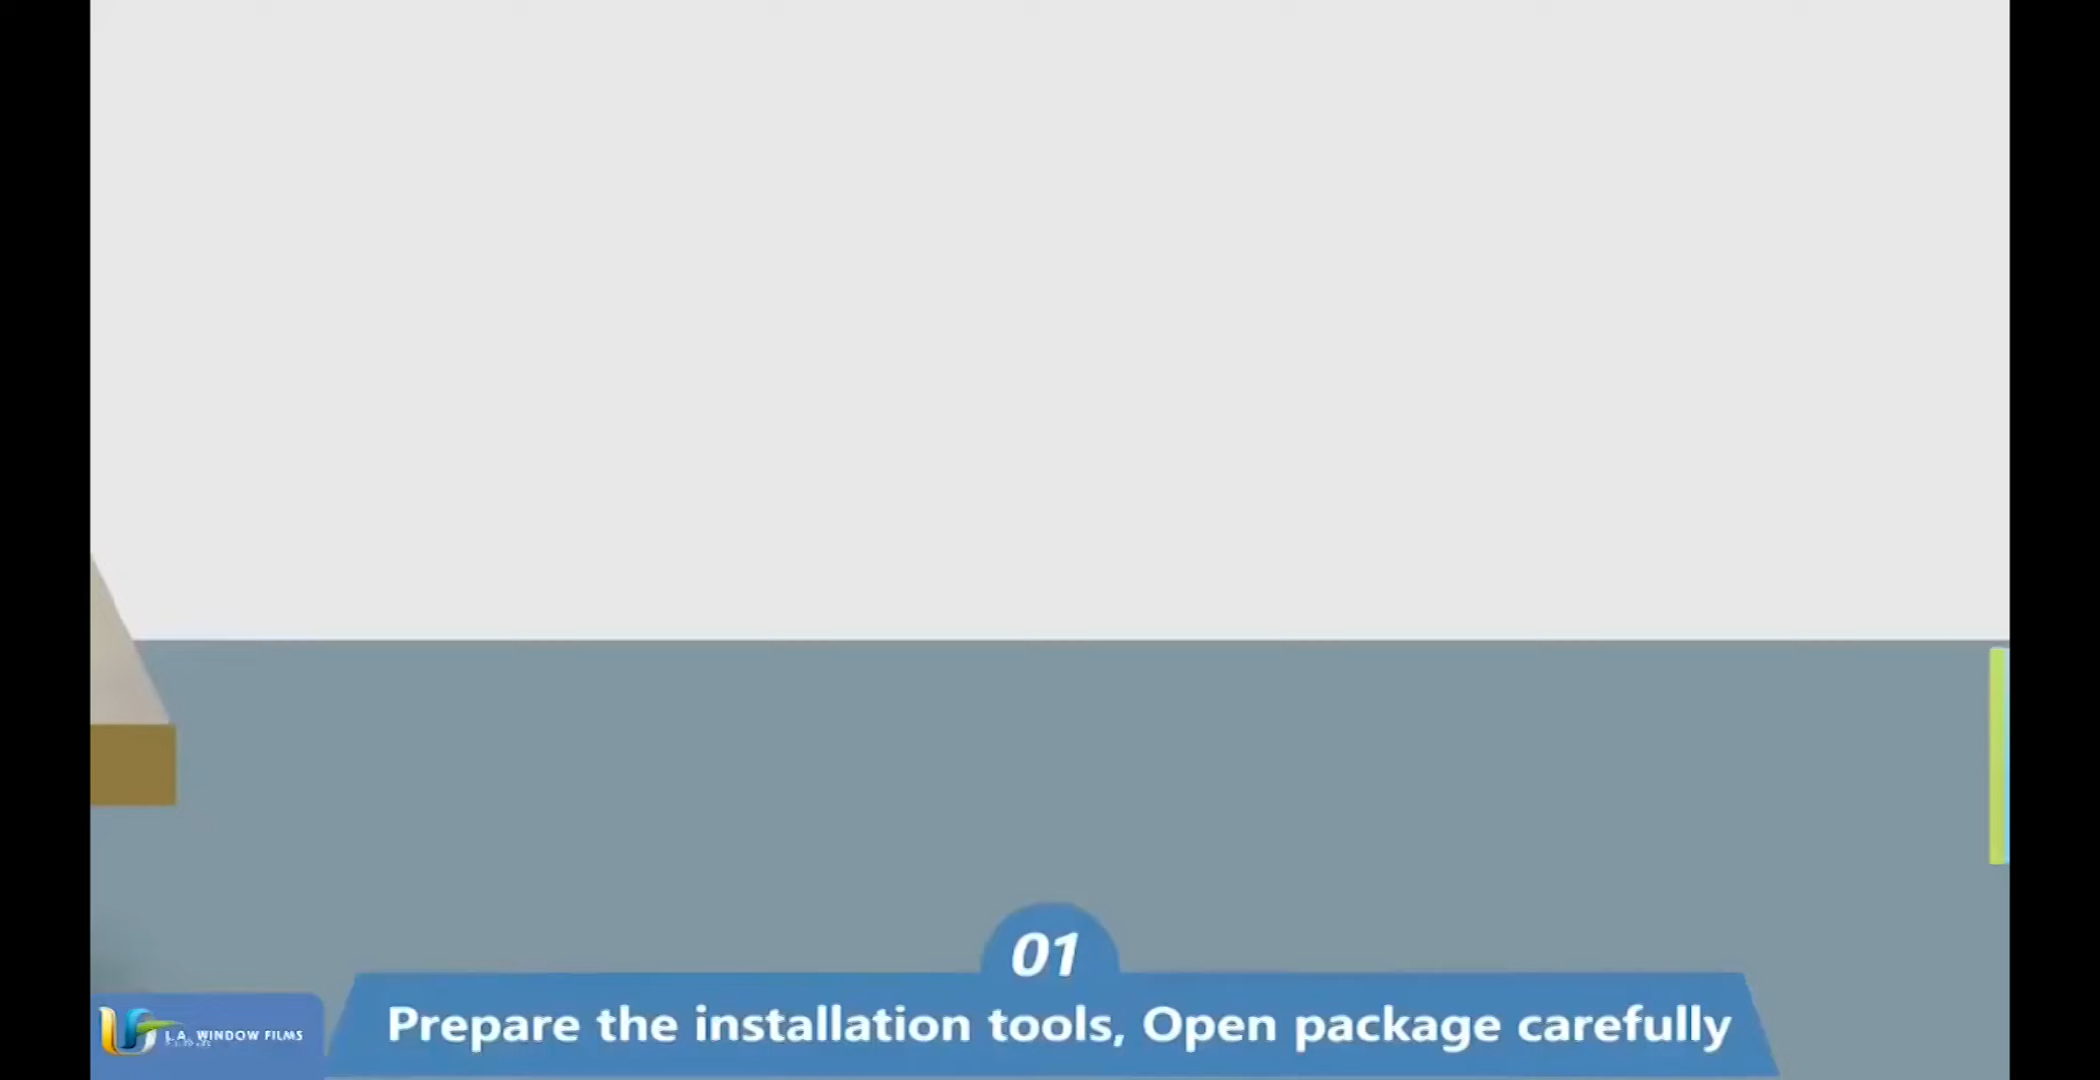 01
Prepare the installation tools, Open package carefully
L.A. WINDOW FILMS